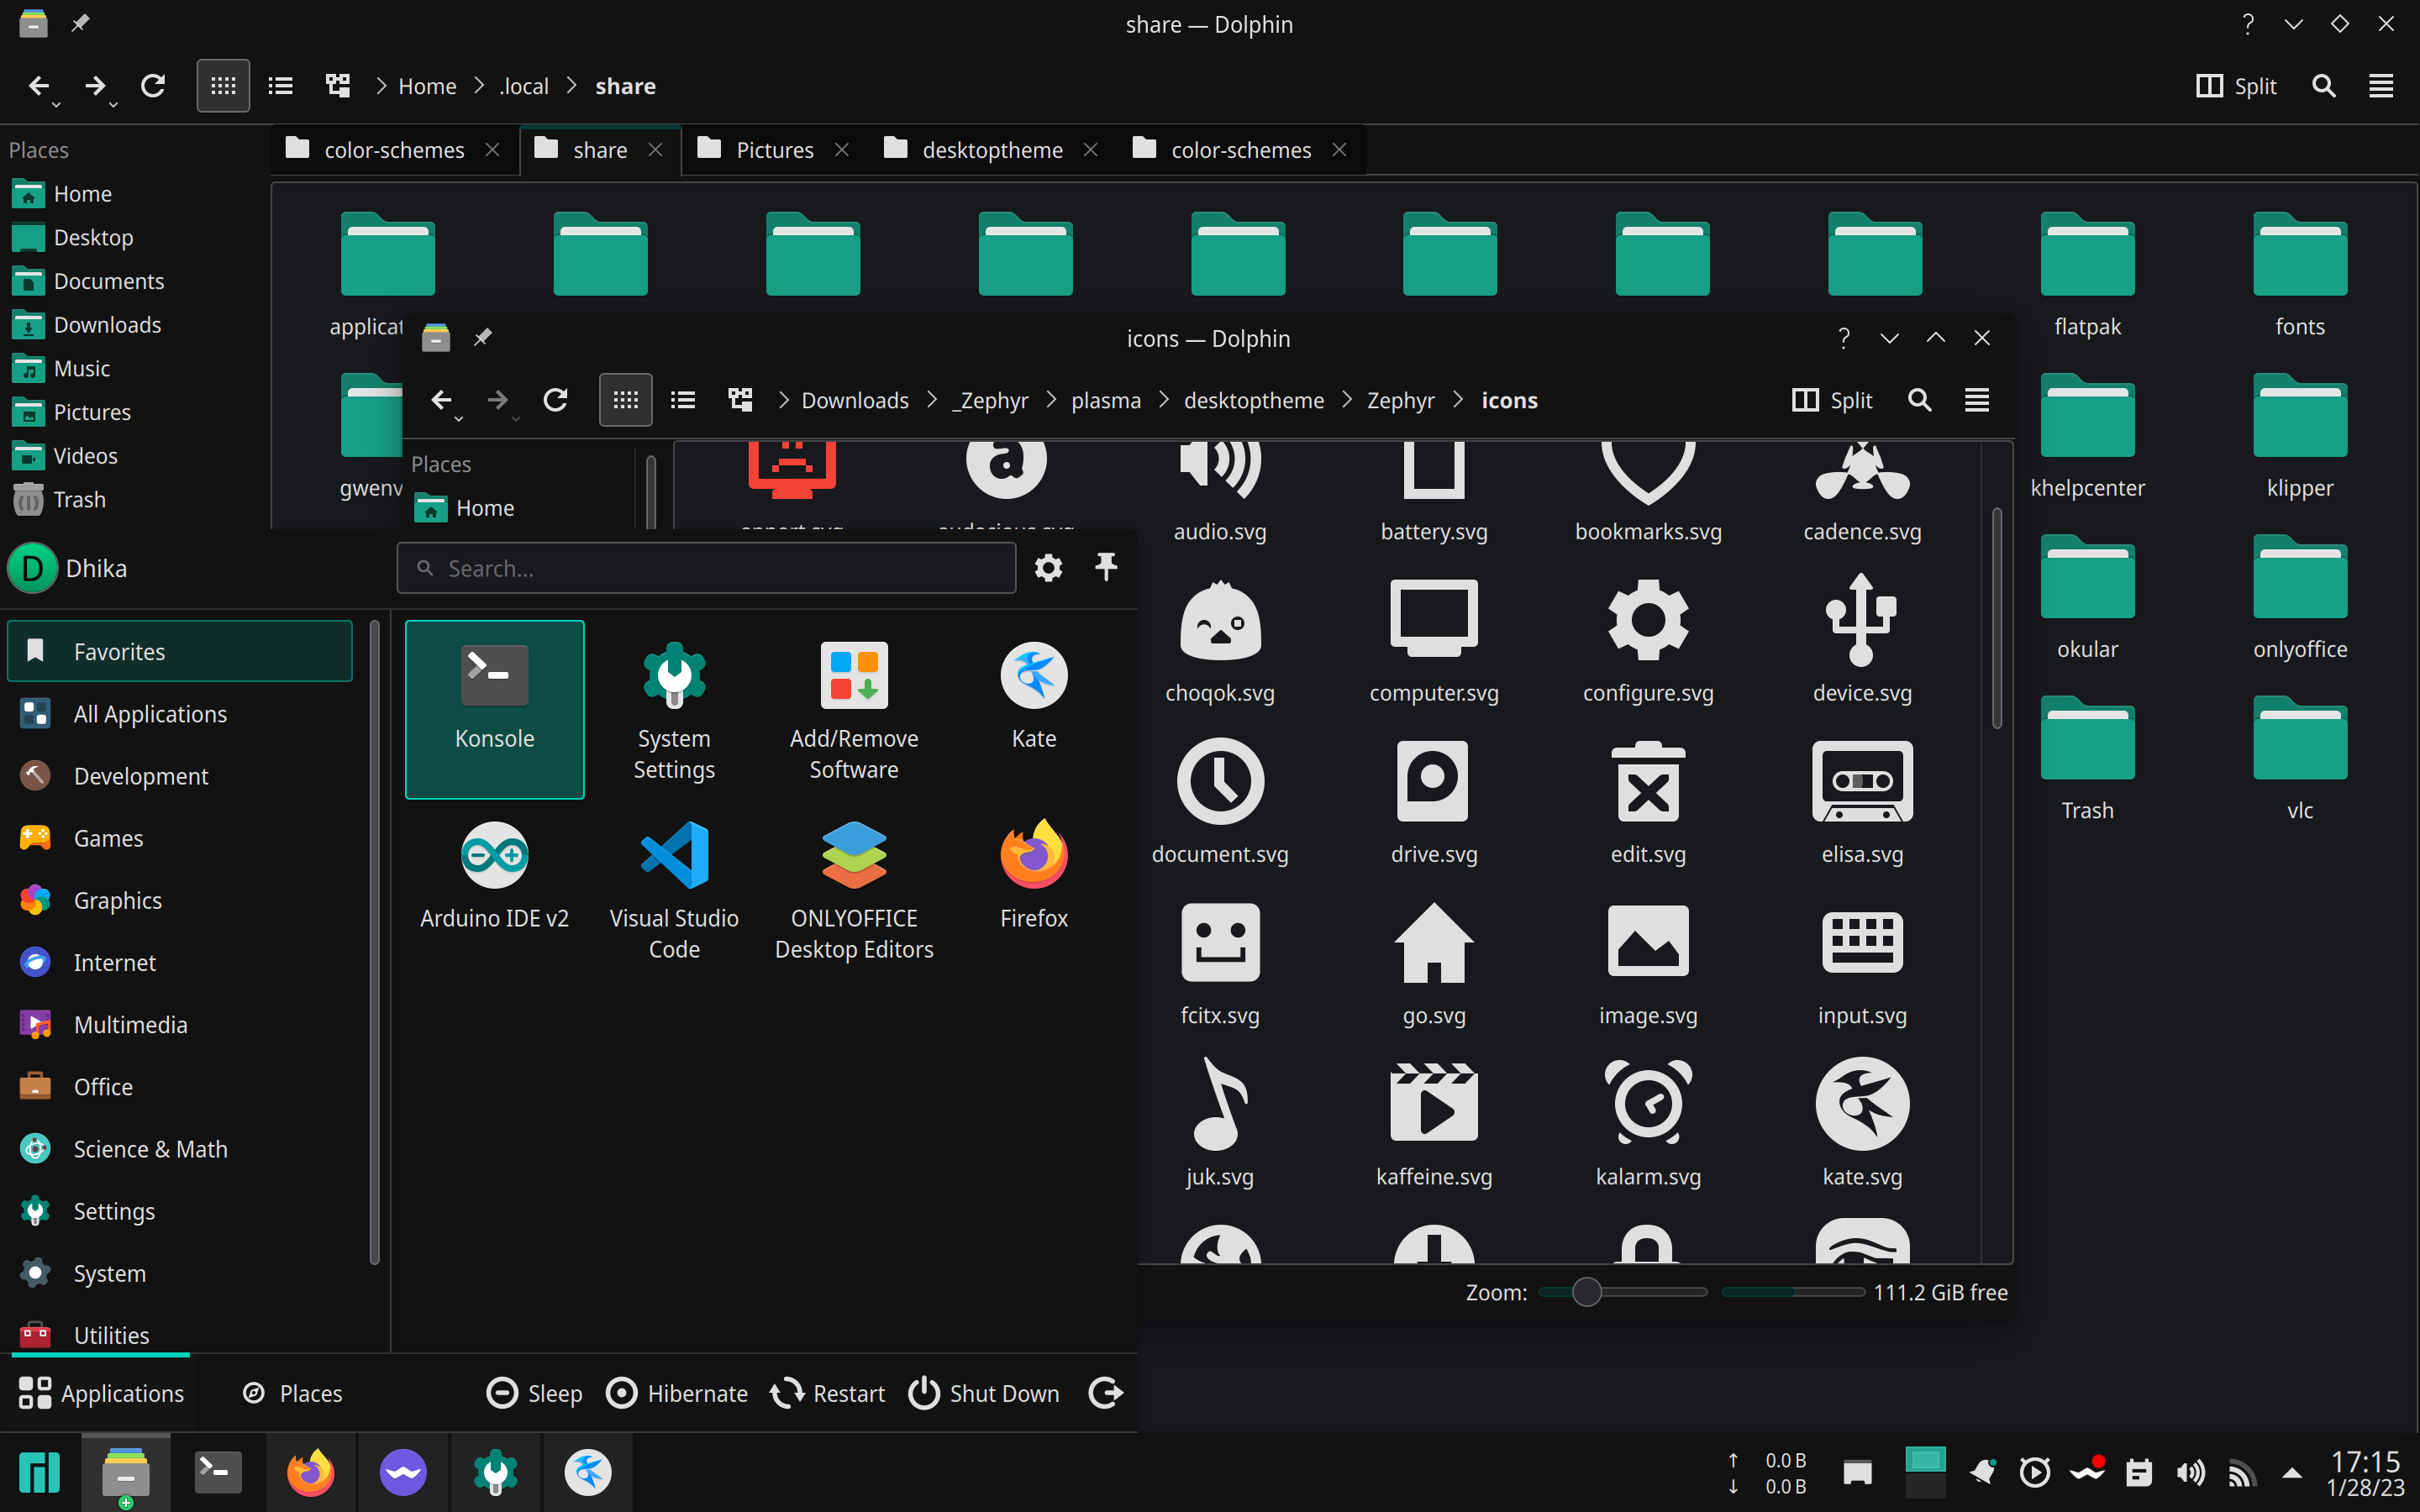 share — Dolphin
Home
.local
share
Split
Places
color-schemes
share
Pictures
desktoptheme
color-schemes
Home
Desktop
Documents
Downloads
Music
Pictures
Videos
Trash
flatpak
fonts
khelpcenter
klipper
okular
onlyoffice
Trash
vlc
icons — Dolphin
Downloads
_Zephyr
plasma
desktoptheme
Zephyr
icons
Split
Places
Home
audio.svg
battery.svg
bookmarks.svg
cadence.svg
choqok.svg
computer.svg
configure.svg
device.svg
document.svg
drive.svg
edit.svg
elisa.svg
fcitx.svg
go.svg
image.svg
input.svg
juk.svg
kaffeine.svg
kalarm.svg
kate.svg
Zoom:
111.2 GiB free
D
Dhika
Search...
Favorites
All Applications
Development
Games
Graphics
Internet
Multimedia
Office
Science & Math
Settings
System
Utilities
Konsole
System
Settings
Add/Remove
Software
Kate
Arduino IDE v2
Visual Studio
Code
ONLYOFFICE
Desktop Editors
Firefox
Applications
Places
Sleep
Hibernate
Restart
Shut Down
↑ 0.0 B
↓ 0.0 B
17:15
1/28/23